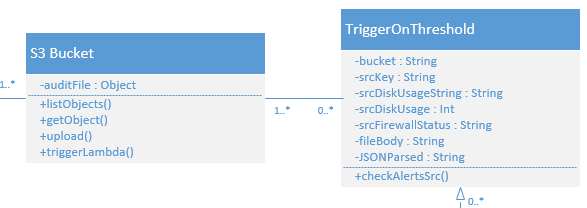 S3 Bucket
-auditFile : Object
+listObjects()
+getObject()
+upload()
+triggerLambda()
1..*
1..*
0..*
TriggerOnThreshold
-bucket : String
-srcKey : String
-srcDiskUsageString : String
-srcDiskUsage : Int
-srcFirewallStatus : String
-fileBody : String
-JSONParsed : String
+checkAlertsSrc()
0..*